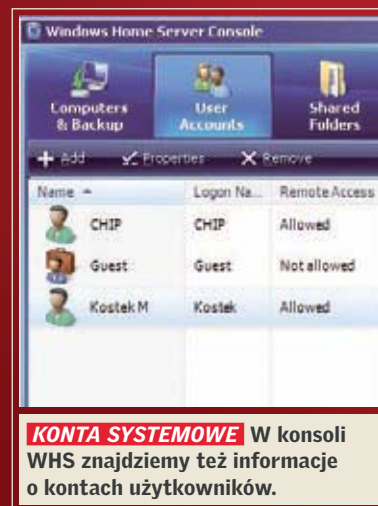 Windows Home Server Console
Computers & Backup
User Accounts
Shared Folders
Add Properties Remove
Name Logon Na... Remote Access
CHIP CHIP Allowed
Guest Guest Not allowed
Kostek M Kostek Allowed
KONTA SYSTEMOWE W konsoli
WHS znajdziemy też informacje
o kontach użytkowników.